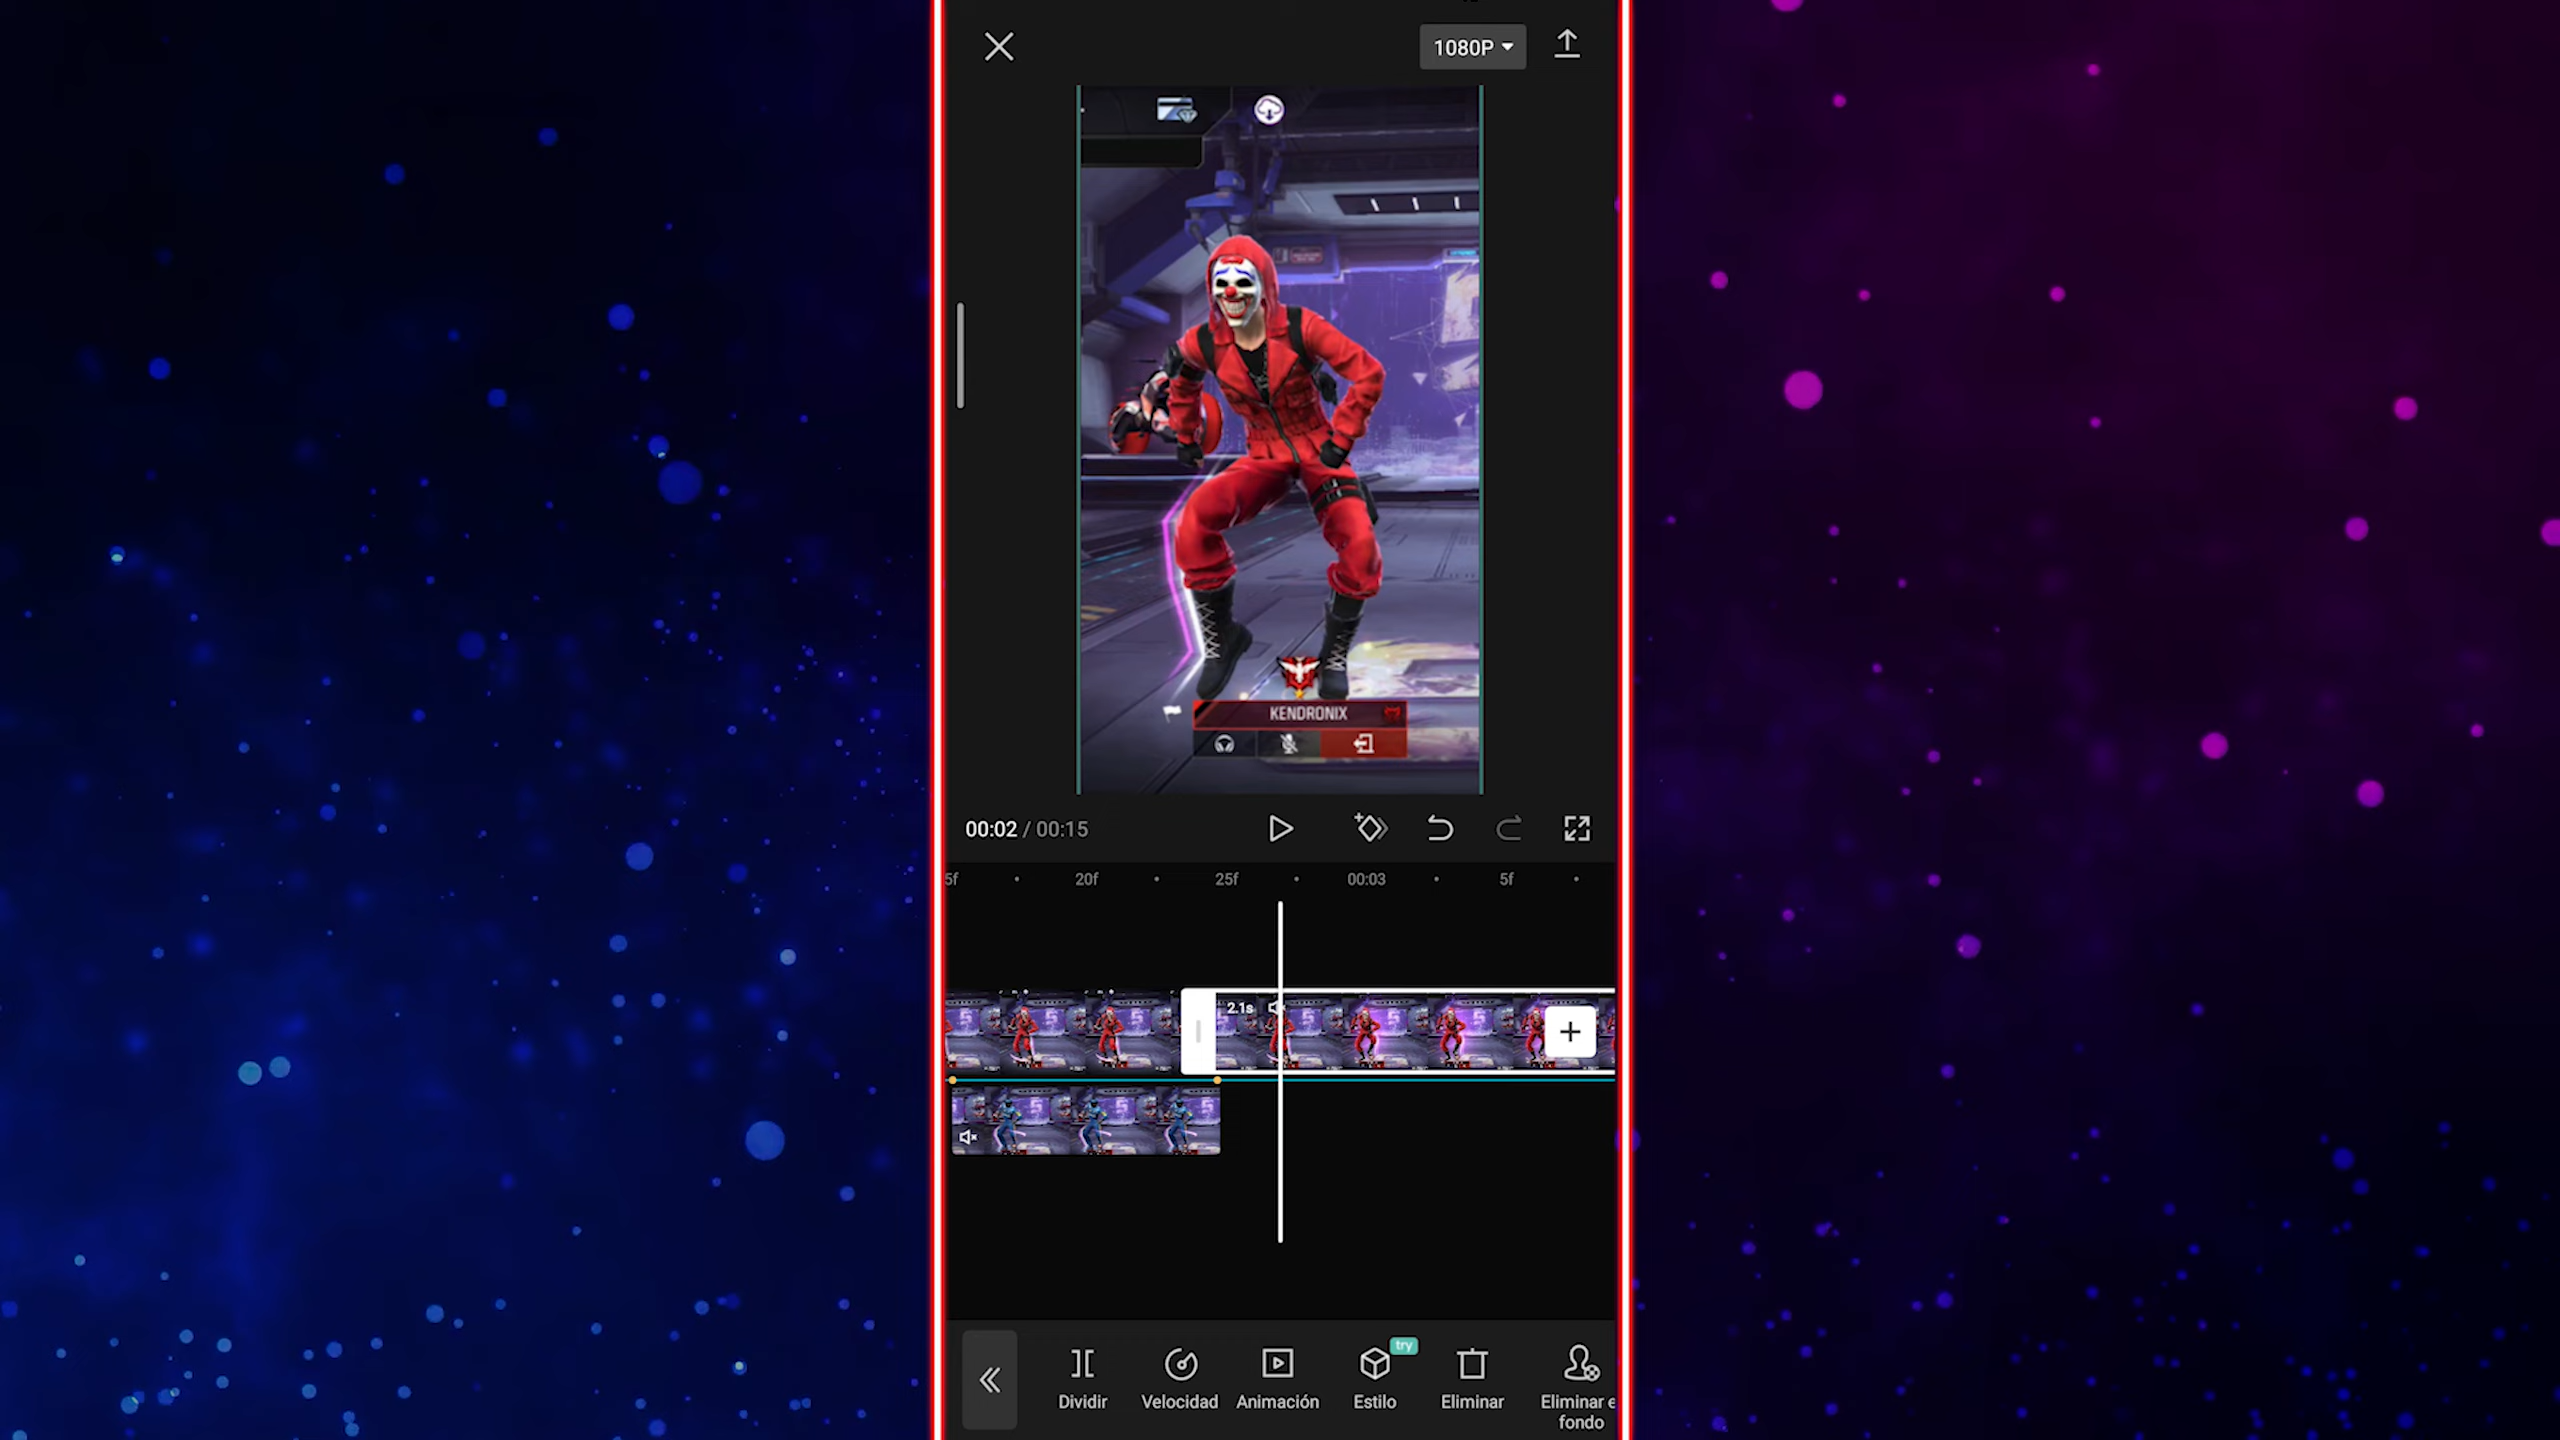 1080P
KENDRONIX
00:02 / 00:15
5f 20f 25f 00:03 5f
2.1s
try
Dividir Velocidad Animación Estilo Eliminar Eliminar e
fondo